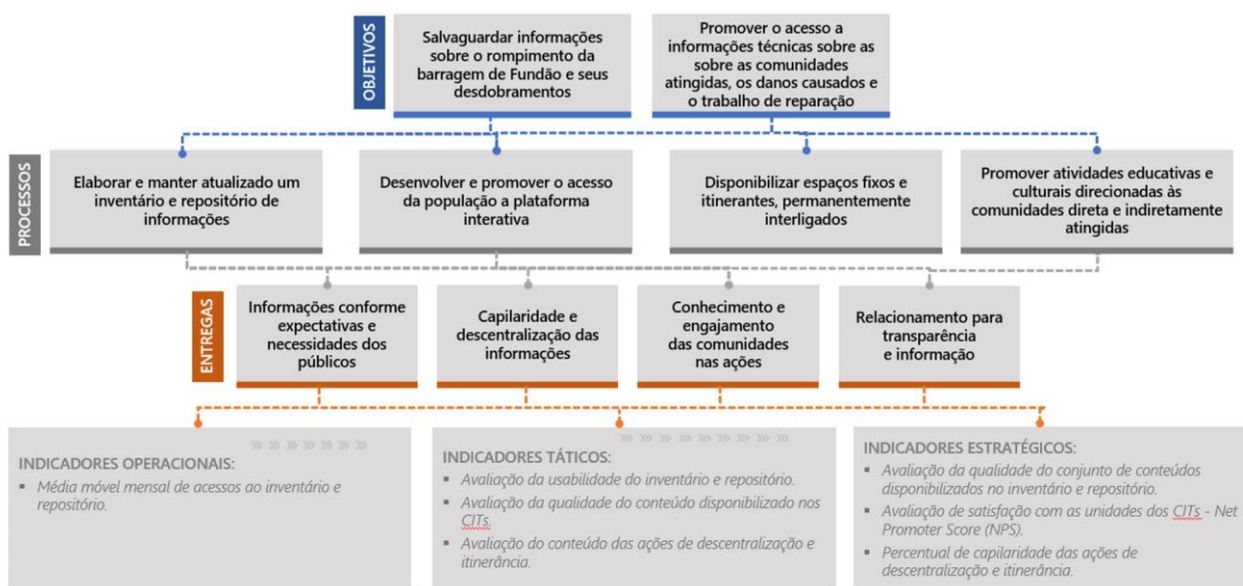 OBJETIVOS
Salvaguardar informações
sobre o rompimento da
barragem de Fundão e seus
desdobramentos
Promover o acesso a
informações técnicas sobre as
sobre as comunidades
atingidas, os danos causados e
o trabalho de reparação
PROCESSOS
Elaborar e manter atualizado um
inventário e repositório de
informações
Desenvolver e promover o acesso
da população a plataforma
interativa
Disponibilizar espaços fixos e
itinerantes, permanentemente
interligados
Promover atividades educativas e
culturais direcionadas às
comunidades direta e indiretamente
atingidas
ENTREGAS
Informações conforme
expectativas e
necessidades dos
públicos
Capilaridade e
descentralização das
informações
Conhecimento e
engajamento
das comunidades
nas ações
Relacionamento para
transparência
e informação
INDICADORES OPERACIONAIS:
▪ Média móvel mensal de acessos ao inventário e
repositório.
INDICADORES TÁTICOS:
▪ Avaliação da usabilidade do inventário e repositório.
▪ Avaliação da qualidade do conteúdo disponibilizado nos
CITs.
▪ Avaliação do conteúdo das ações de descentralização e
itinerância.
INDICADORES ESTRATÉGICOS:
▪ Avaliação da qualidade do conjunto de conteúdos
disponibilizados no inventário e repositório.
▪ Avaliação de satisfação com as unidades dos CITs - Net
Promoter Score (NPS).
▪ Percentual de capilaridade das ações de
descentralização e itinerância.